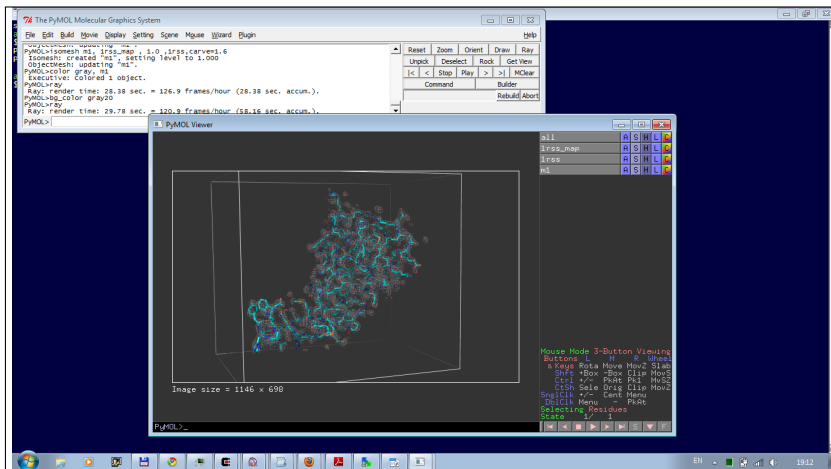 The PyMOL Molecular Graphics System
File Edit Build Movie Display Setting Scene Mouse Wizard Plugin Help
ObjectMesh: updating "m1".
PyMOL>isomesh m1, 1rss_map , 1.0 ,1rss,carve=1.6
Isomesh: created "m1", setting level to 1.000
ObjectMesh: updating "m1".
PyMOL>color gray, m1
Executive: Colored 1 object.
PyMOL>ray
Ray: render time: 28.38 sec. = 126.9 frames/hour (28.38 sec. accum.).
PyMOL>bg_color gray20
PyMOL>ray
Ray: render time: 29.78 sec. = 120.9 frames/hour (58.16 sec. accum.).
PyMOL>
Reset Zoom Orient Draw Ray
Unpick Deselect Rock Get View
|< < Stop Play > >| MClear
Command Builder
Rebuild Abort
PyMOL Viewer
all A S H L C
1rss_map A S H L C
1rss A S H L C
m1 A S H L C
Image size = 1146 x 698
Mouse Mode 3-Button Viewing
Buttons L M R Wheel
& Keys Rota Move MovZ Slab
Shft +Box -Box Clip MovS
Ctrl +/- PkAt Pk1 MvSZ
CtSh Sele Orig Clip MovZ
SnglClk +/- Cent Menu
DblClk Menu - PkAt
Selecting Residues
State 1/ 1
S F
PyMOL>_
EN 19:12